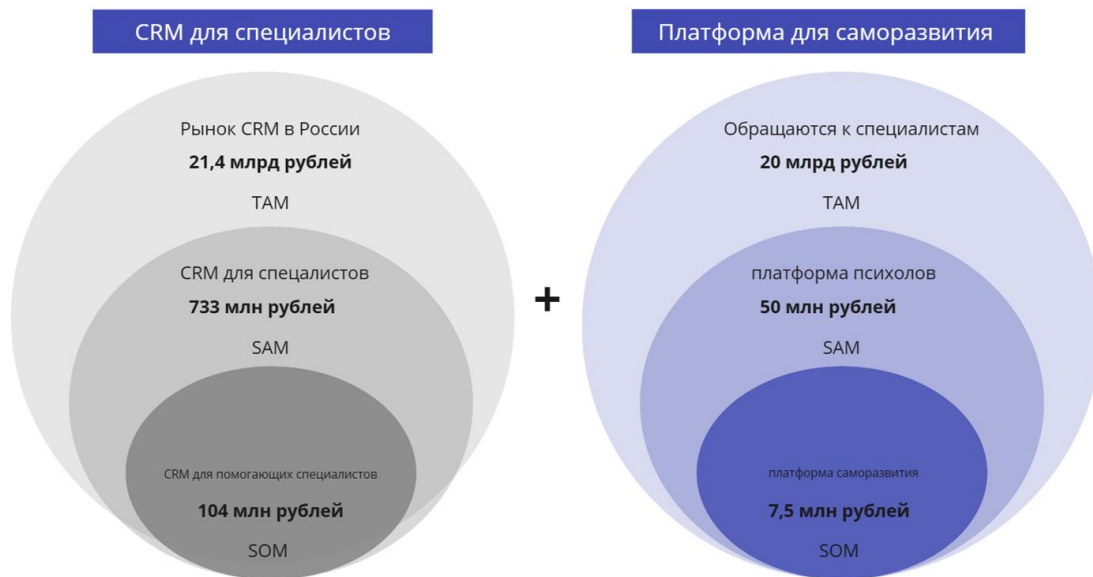 CRM для специалистов
Рынок CRM в России
21,4 млрд рублей
TAM
CRM для спецалистов
733 млн рублей
SAM
CRM для помогающих специалистов
104 млн рублей
SOM
+
Платформа для саморазвития
Обращаются к специалистам
20 млрд рублей
TAM
платформа психолов
50 млн рублей
SAM
платформа саморазвития
7,5 млн рублей
SOM